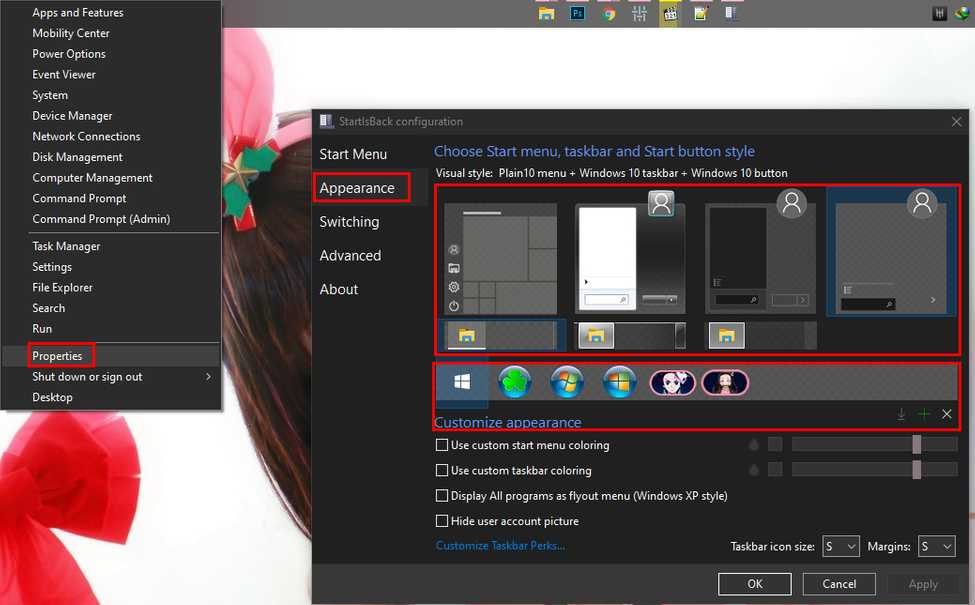 Apps and Features
Mobility Center
Power Options
Event Viewer
System
Device Manager
Network Connections
Disk Management
Computer Management
Command Prompt
Command Prompt (Admin)
Task Manager
Settings
File Explorer
Search
Run
Properties
Shut down or sign out
Desktop
Ps
StartIsBack configuration
Start Menu
Appearance
Switching
Advanced
About
Choose Start menu, taskbar and Start button style
Visual style: Plain10 menu + Windows 10 taskbar + Windows 10 button
Customize appearance
Use custom start menu coloring
Use custom taskbar coloring
Display All programs as flyout menu (Windows XP style)
Hide user account picture
Customize Taskbar Perks...
Taskbar icon size: S Margins: S
OK Cancel Apply